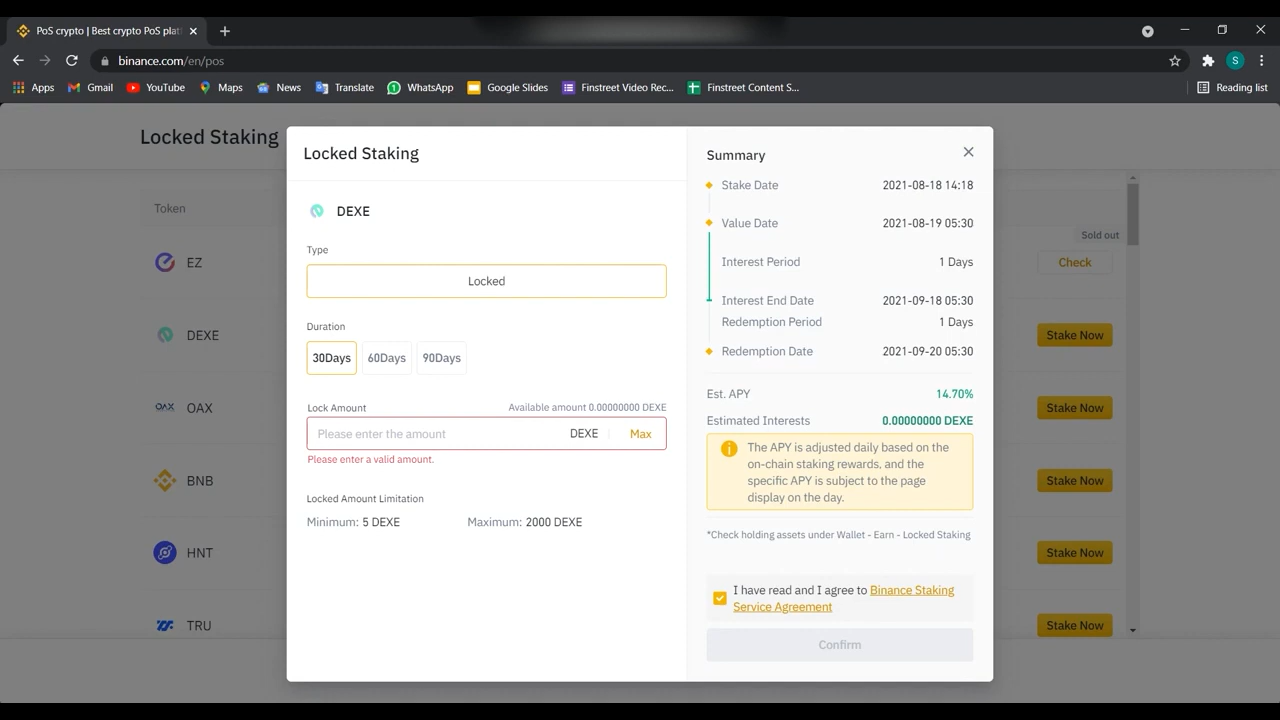 PoS crypto | Best crypto PoS plat
binance.com/en/pos
S
Apps Gmail YouTube Maps News Translate WhatsApp Google Slides Finstreet Video Rec... Finstreet Content S... Reading list
Locked Staking
Token
Sold out
EZ Check
DEXE Stake Now
OAX OAX Stake Now
BNB Stake Now
HNT Stake Now
TRU Stake Now
Locked Staking
DEXE
Type
Locked
Duration
30Days 60Days 90Days
Lock Amount Available amount 0.00000000 DEXE
Please enter the amount DEXE Max
Please enter a valid amount.
Locked Amount Limitation
Minimum: 5 DEXE Maximum: 2000 DEXE
Summary
Stake Date 2021-08-18 14:18
Value Date 2021-08-19 05:30
Interest Period 1 Days
Interest End Date 2021-09-18 05:30
Redemption Period 1 Days
Redemption Date 2021-09-20 05:30
Est. APY 14.70%
Estimated Interests 0.00000000 DEXE
The APY is adjusted daily based on the
on-chain staking rewards, and the
specific APY is subject to the page
display on the day.
*Check holding assets under Wallet - Earn - Locked Staking
I have read and I agree to Binance Staking
Service Agreement
Confirm